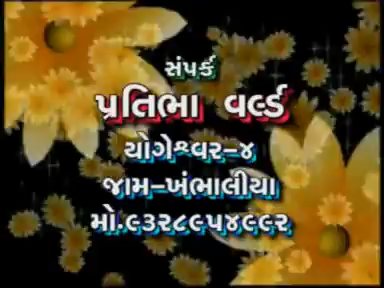 સંપર્ક
પ્રતિભા વર્લ્ડ
યોગેશ્વર-૪
જામ-ખંભાલીયા
મો.૯૩૨૮૯૫૪૯૯૨